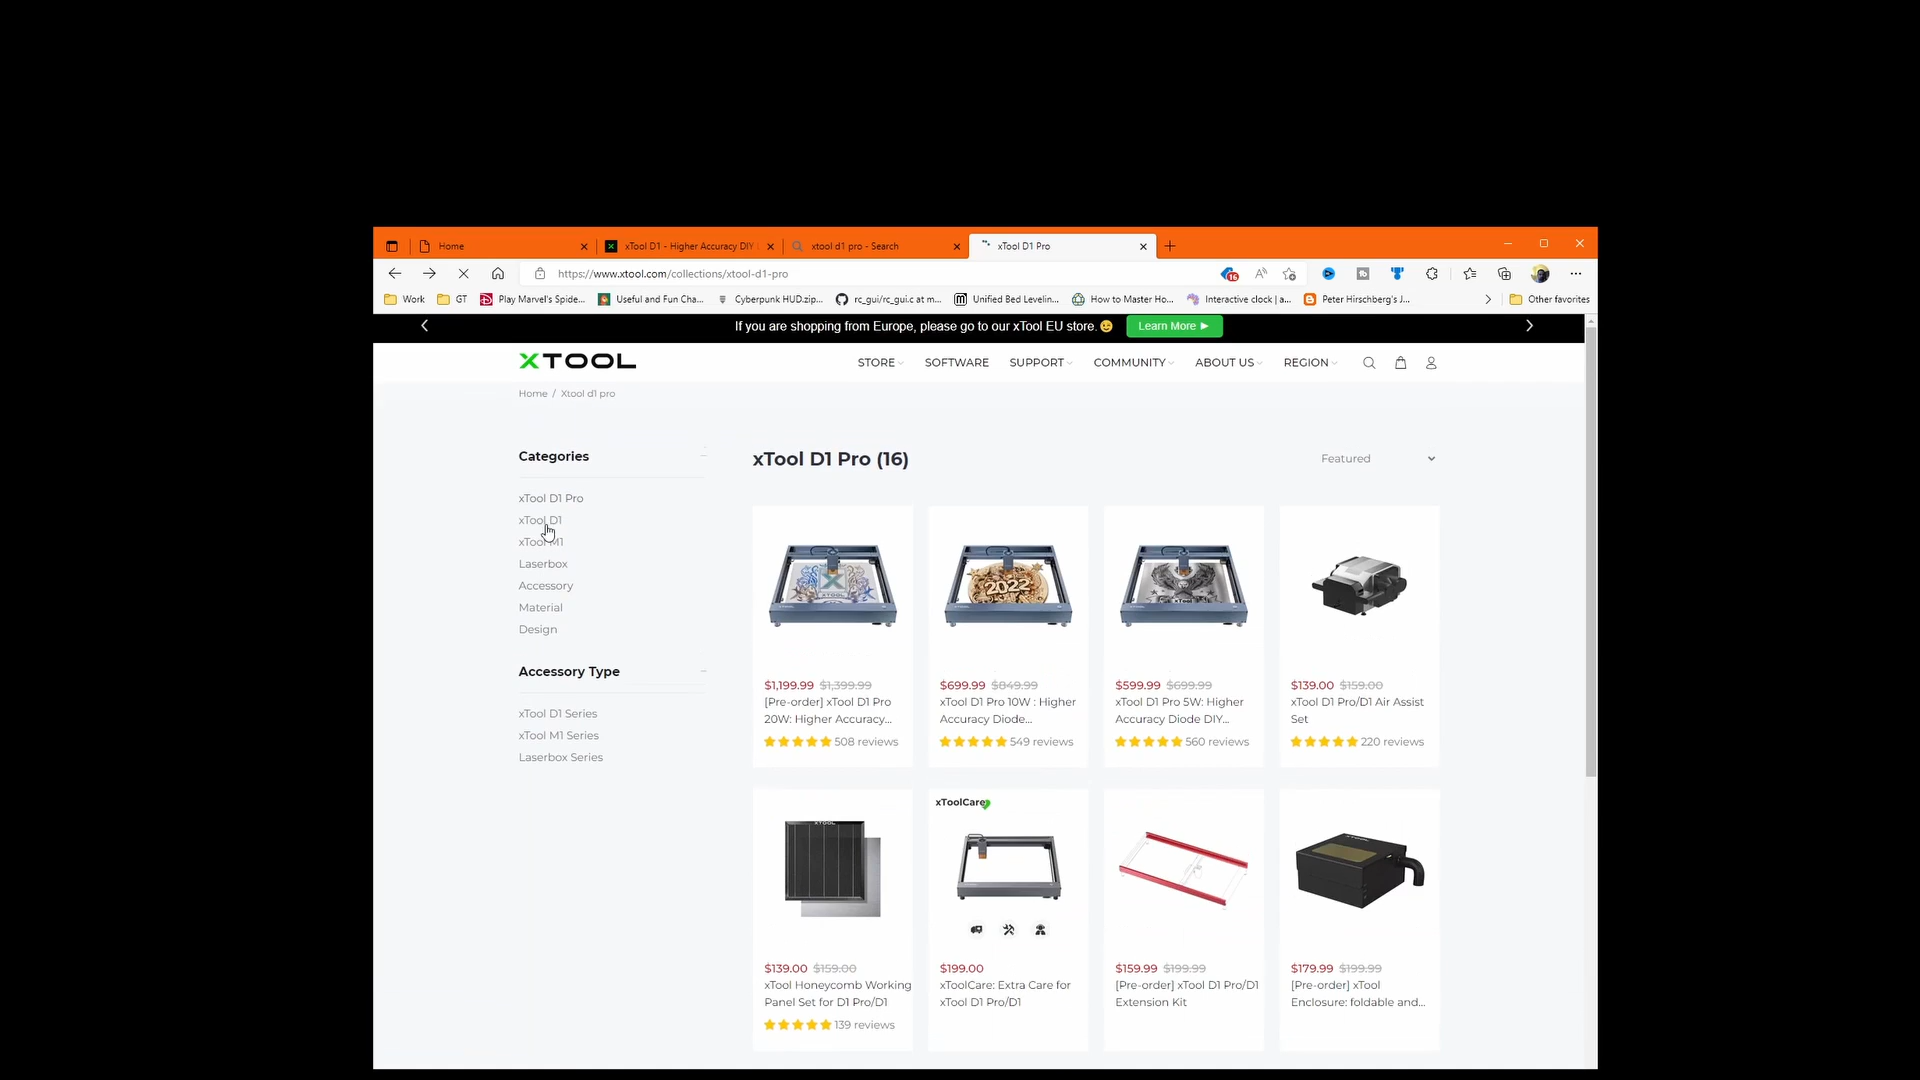 Home
xTool D1 - Higher Accuracy DIY
xtool d1 pro - Search
xTool D1 Pro
https://www.xtool.com/collections/xtool-d1-pro
16
Work
GT
Play Marvel's Spide...
Useful and Fun Cha...
Cyberpunk HUD.zip...
rc_gui/rc_gui.c at m...
Unified Bed Levelin...
How to Master Ho...
Interactive clock | a...
Peter Hirschberg's J...
Other favorites
If you are shopping from Europe, please go to our xTool EU store.😉
Learn More ►
XTOOL
STORE
SOFTWARE
SUPPORT
COMMUNITY
ABOUT US
REGION
Home / Xtool d1 pro
Categories
xTool D1 Pro
xTool D1
xTool M1
Laserbox
Accessory
Material
Design
Accessory Type
xTool D1 Series
xTool M1 Series
Laserbox Series
xTool D1 Pro (16)
Featured
$1,199.99 $1,399.99
[Pre-order] xTool D1 Pro
20W: Higher Accuracy...
508 reviews
2022
$699.99 $849.99
xTool D1 Pro 10W : Higher
Accuracy Diode...
549 reviews
$599.99 $699.99
xTool D1 Pro 5W: Higher
Accuracy Diode DIY...
560 reviews
$139.00 $159.00
xTool D1 Pro/D1 Air Assist
Set
220 reviews
XTOOL
$139.00 $159.00
xTool Honeycomb Working
Panel Set for D1 Pro/D1
139 reviews
xToolCare
$199.00
xToolCare: Extra Care for
xTool D1 Pro/D1
$159.99 $199.99
[Pre-order] xTool D1 Pro/D1
Extension Kit
$179.99 $199.99
[Pre-order] xTool
Enclosure: foldable and...